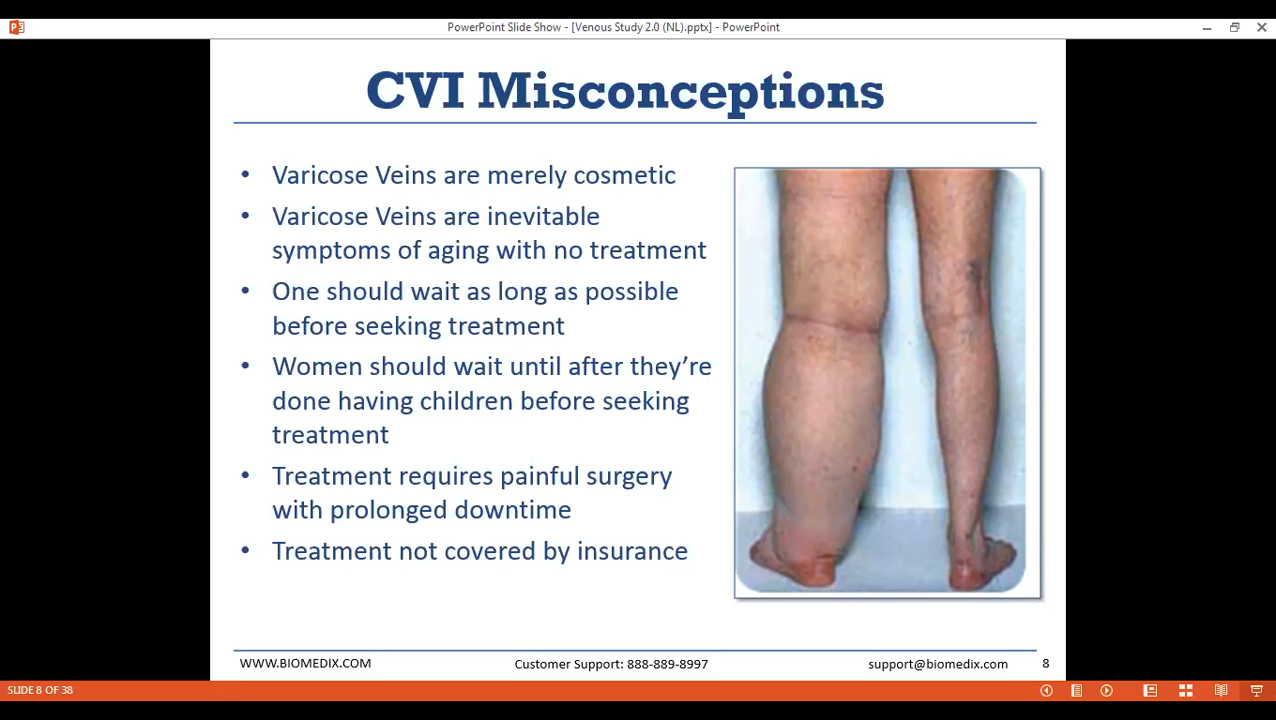 PowerPoint Slide Show - [Venous Study 2.0 (NL).pptx] - PowerPoint
CVI Misconceptions
• Varicose Veins are merely cosmetic
• Varicose Veins are inevitable
symptoms of aging with no treatment
• One should wait as long as possible
before seeking treatment
• Women should wait until after they’re
done having children before seeking
treatment
• Treatment requires painful surgery
with prolonged downtime
• Treatment not covered by insurance
WWW.BIOMEDIX.COM
Customer Support: 888-889-8997
support@biomedix.com
8
SLIDE 8 OF 38